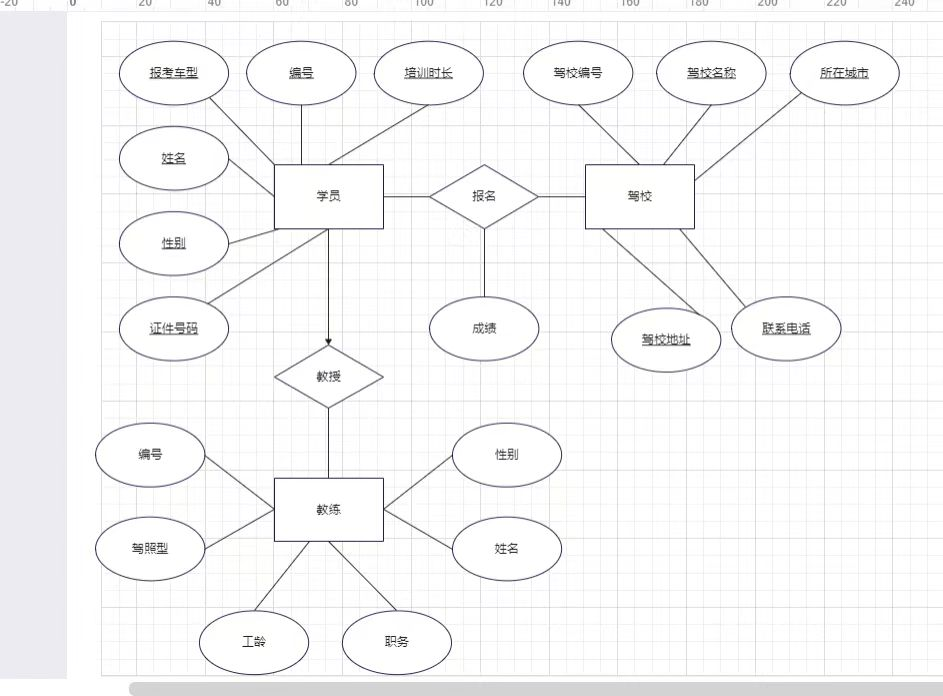 -20 0 20 40 60 80 100 120 140 160 180 200 220 240
报考车型 编号 培训时长 驾校编号 驾校名称 所在城市
姓名
学员 报名 驾校
性别
证件号码 成绩 驾校地址 联系电话
教授
编号 性别
教练
驾照型 姓名
工龄 职务